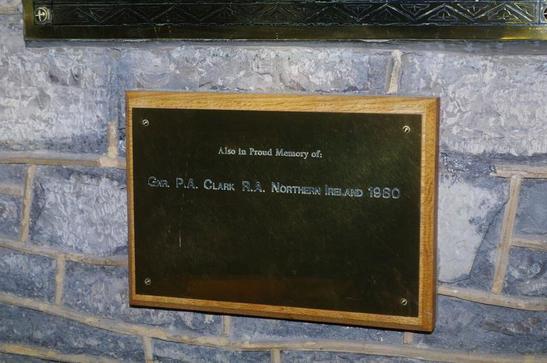 Also in Proud Memory of:
Gnr. P.A. Clark R.A. Northern Ireland 1980